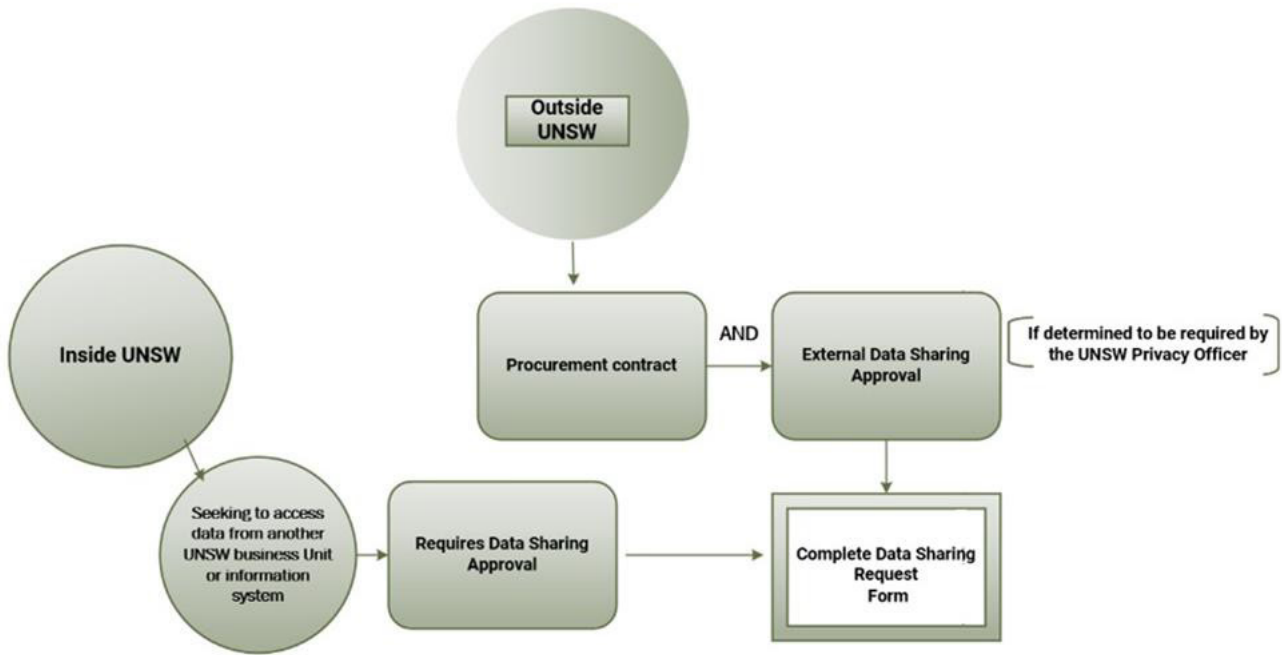 Outside
UNSW
Inside UNSW
Procurement contract
AND
External Data Sharing
Approval
If determined to be required by
the UNSW Privacy Officer
Seeking to access
data from another
UNSW business Unit
or information
system
Requires Data Sharing
Approval
Complete Data Sharing
Request
Form